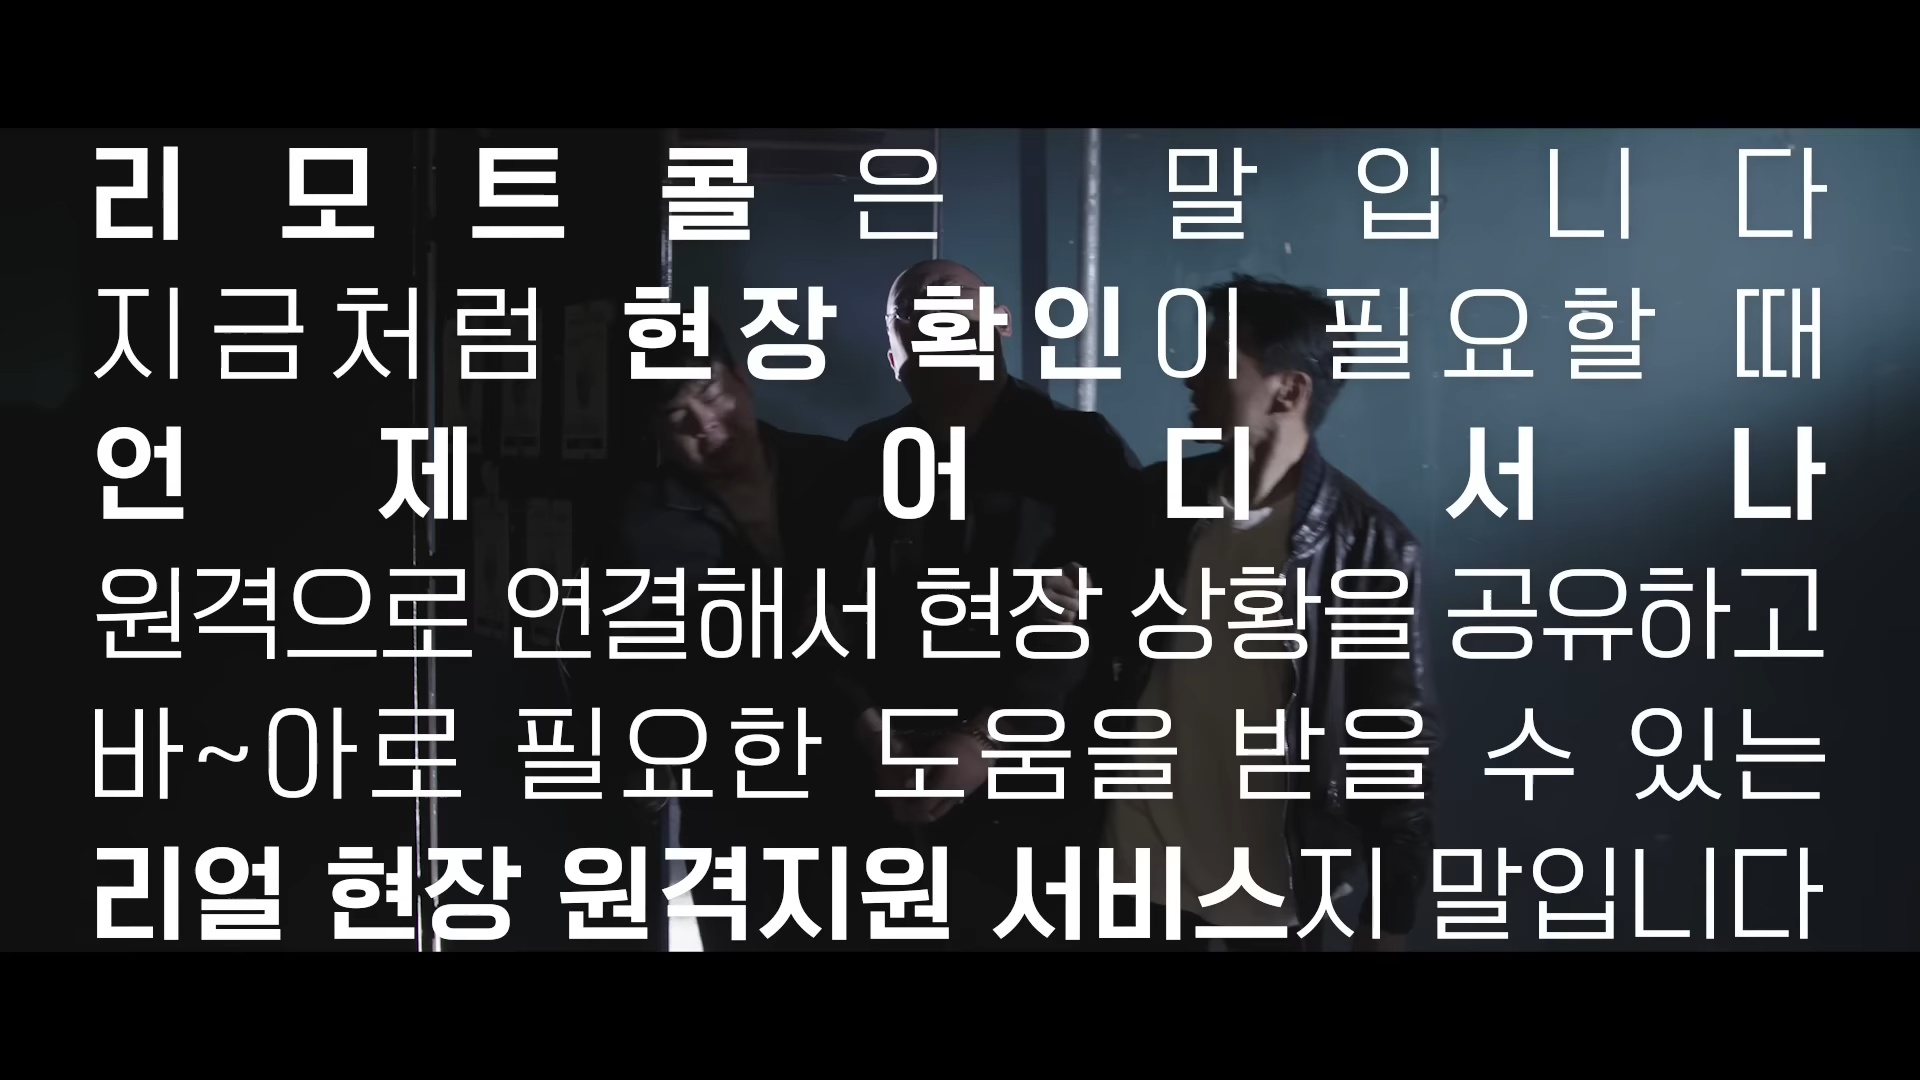 리모트콜은 말입니다
지금처럼 현장 확인이 필요할 때
언제 어디서나
원격으로 연결해서 현장 상황을 공유하고
바~아로 필요한 도움을 받을 수 있는
리얼 현장 원격지원 서비스지 말입니다